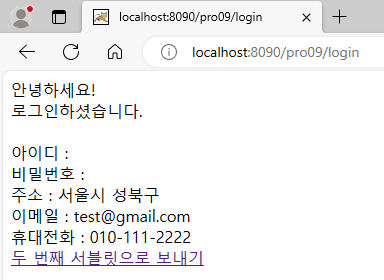 localhost:8090/pro09/login
localhost:8090/pro09/login
안녕하세요!
로그인하셨습니다.
아이디 :
비밀번호 :
주소 : 서울시 성북구
이메일 : test@gmail.com
휴대전화 : 010-111-2222
두 번째 서블릿으로 보내기